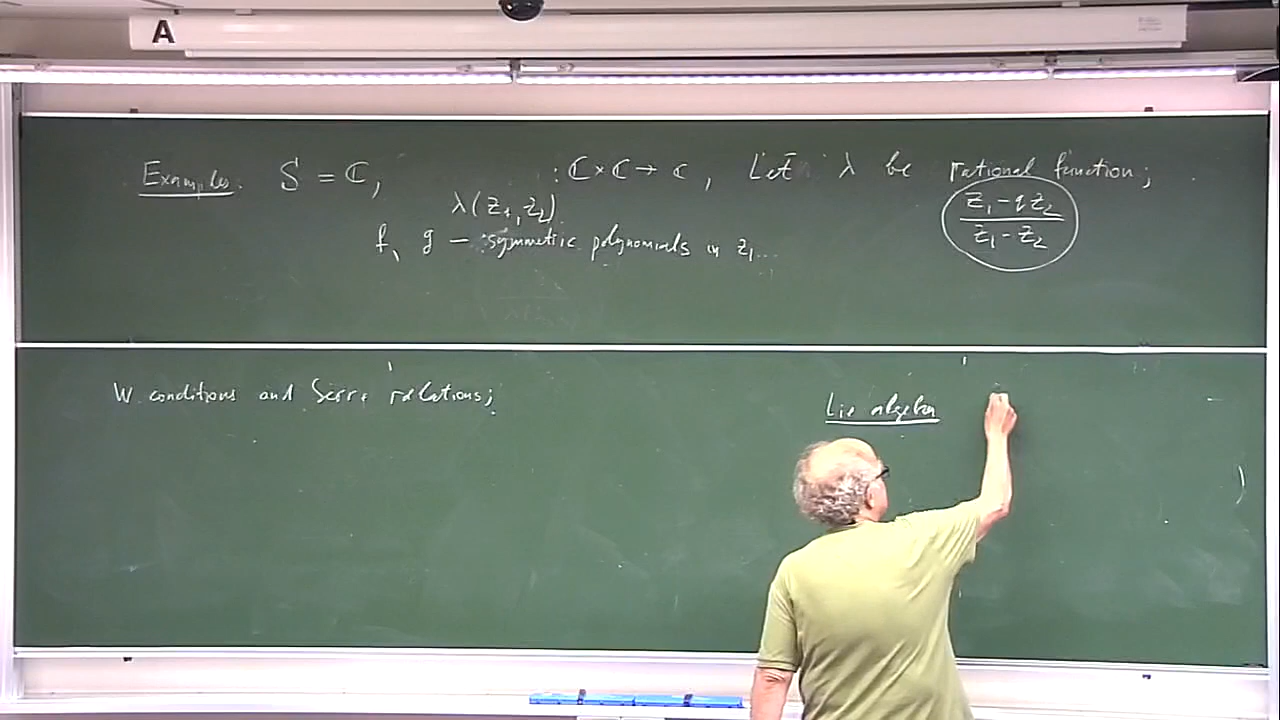 A
Examples. S = ℂ, : ℂ×ℂ → ℂ, Let λ be rational function;
λ(z₁, z₂) (z₁ - q z₂)/(z₁ - z₂)
f, g — symmetric polynomials in z₁...
W. conditions and Serre relations;
Lie algebra